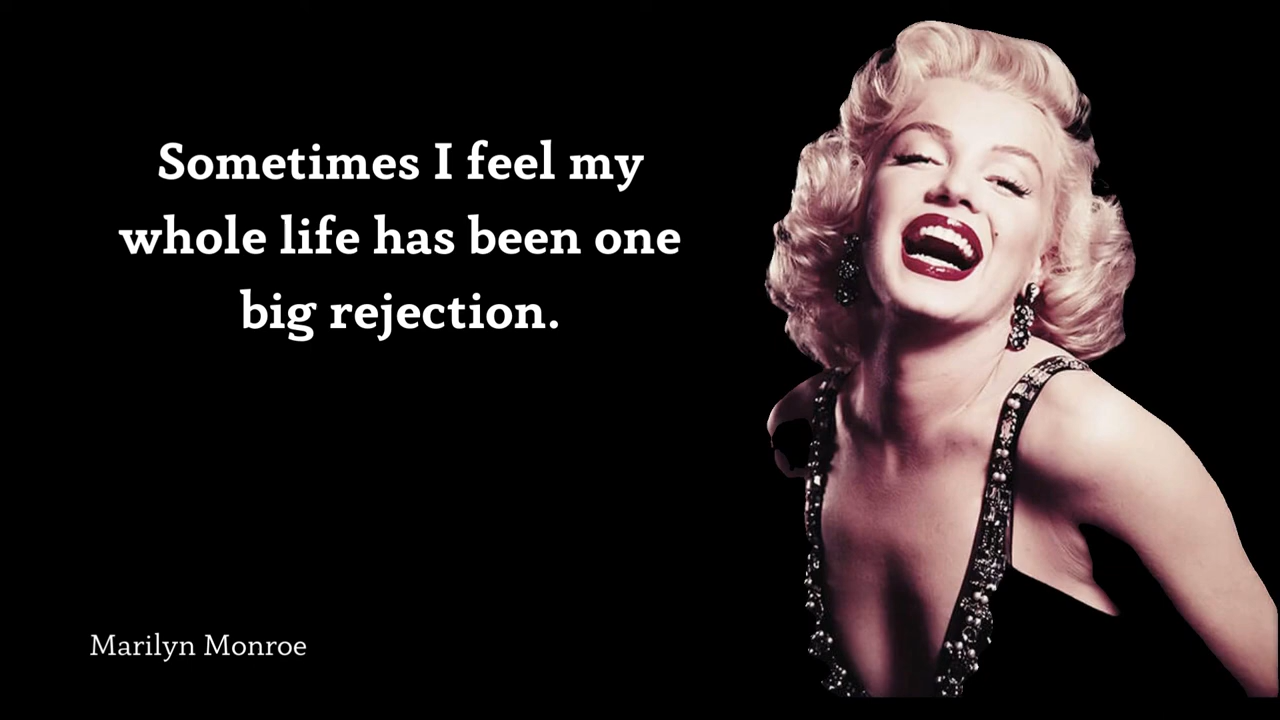 Sometimes I feel my
whole life has been one
big rejection.
Marilyn Monroe